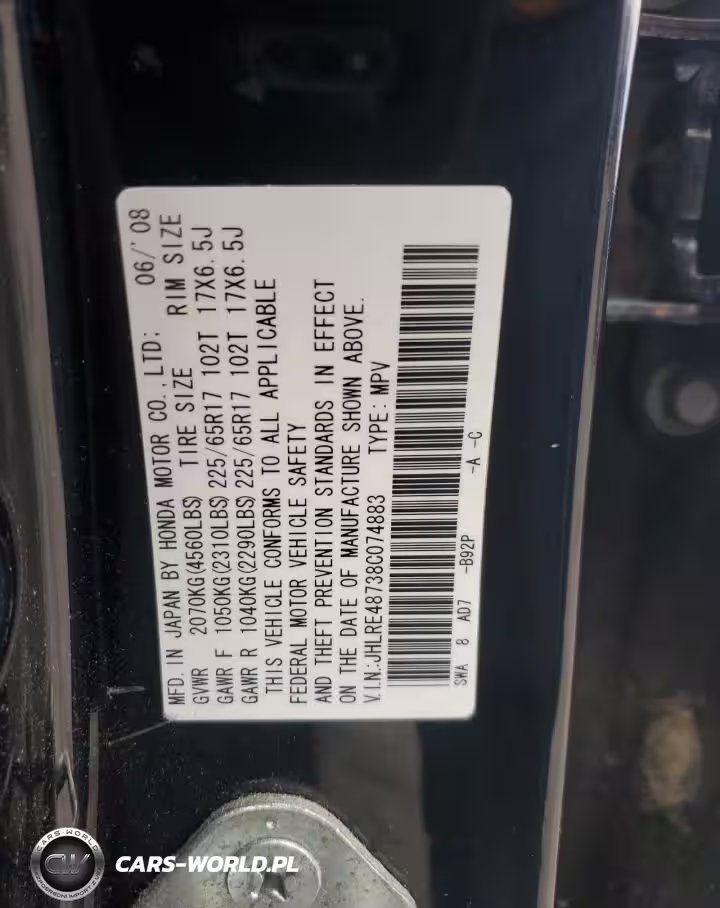 MFD. IN JAPAN BY HONDA MOTOR CO., LTD: 06/'08
GVWR 2070KG(4560LBS) TIRE SIZE RIM SIZE
GAWR F 1050KG(2310LBS) 225/65R17 102T 17X6.5J
GAWR R 1040KG(2290LBS) 225/65R17 102T 17X6.5J
THIS VEHICLE CONFORMS TO ALL APPLICABLE
FEDERAL MOTOR VEHICLE SAFETY
AND THEFT PREVENTION STANDARDS IN EFFECT
ON THE DATE OF MANUFACTURE SHOWN ABOVE.
V.I.N.:JHLRE48738C074883 TYPE: MPV
SWA 8 AD7 -B92P -A -C
CARS-WORLD
CW
CARS-WORLD.PL